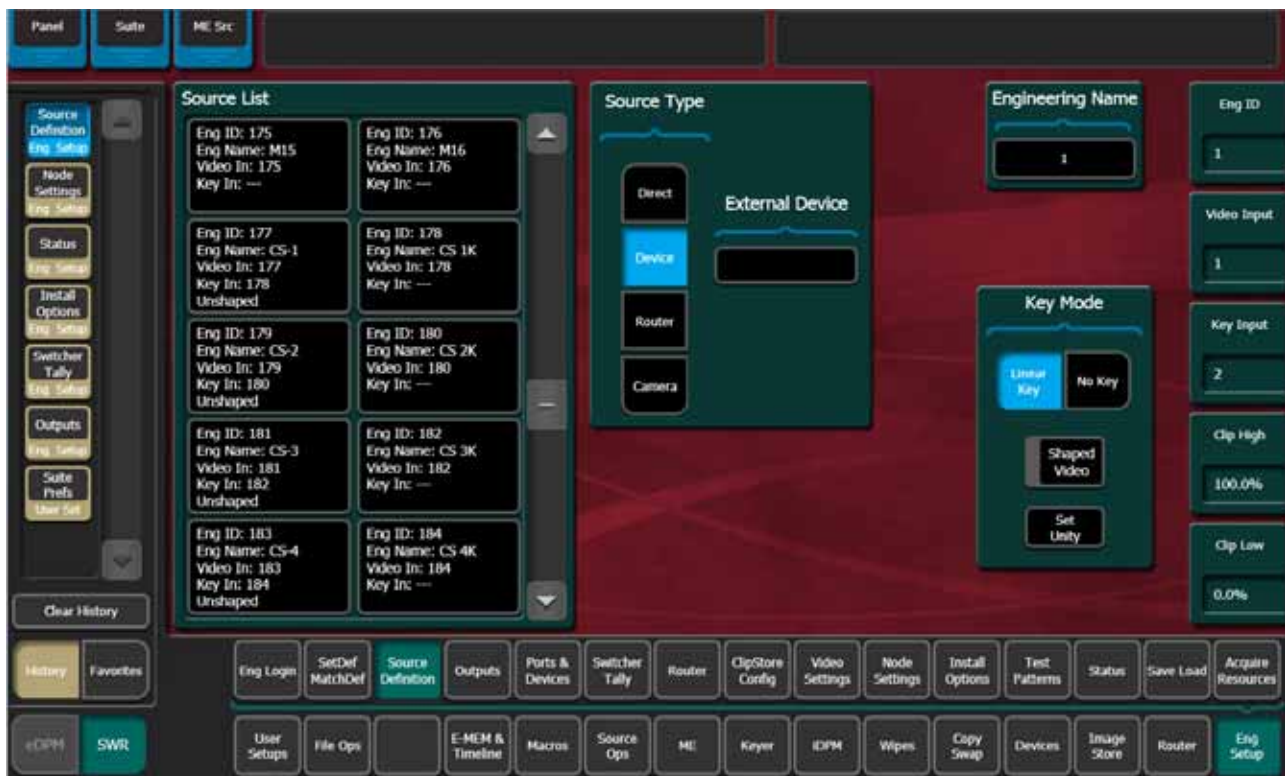 Panel
Suite
ME Src
Source
Definition
Eng Setup
Node
Settings
Eng Setup
Status
Eng Setup
Install
Options
Eng Setup
Switcher
Tally
Eng Setup
Outputs
Eng Setup
Suite
Prefs
User Set
Clear History
History
Favorites
eDPM
SWR
Source List
Eng ID: 175
Eng Name: M15
Video In: 175
Key In: ---
Eng ID: 176
Eng Name: M16
Video In: 176
Key In: ---
Eng ID: 177
Eng Name: CS-1
Video In: 177
Key In: 178
Unshaped
Eng ID: 178
Eng Name: CS 1K
Video In: 178
Key In: ---
Eng ID: 179
Eng Name: CS-2
Video In: 179
Key In: 180
Unshaped
Eng ID: 180
Eng Name: CS 2K
Video In: 180
Key In: ---
Eng ID: 181
Eng Name: CS-3
Video In: 181
Key In: 182
Unshaped
Eng ID: 182
Eng Name: CS 3K
Video In: 182
Key In: ---
Eng ID: 183
Eng Name: CS-4
Video In: 183
Key In: 184
Unshaped
Eng ID: 184
Eng Name: CS 4K
Video In: 184
Key In: ---
Source Type
Direct
Device
Router
Camera
External Device
Engineering Name
1
Key Mode
Linear
Key
No Key
Shaped
Video
Set
Unity
Eng ID
1
Video Input
1
Key Input
2
Clip High
100.0%
Clip Low
0.0%
Eng Login
SetDef
MatchDef
Source
Definition
Outputs
Ports &
Devices
Switcher
Tally
Router
ClipStore
Config
Video
Settings
Node
Settings
Install
Options
Test
Patterns
Status
Save Load
Acquire
Resources
User
Setups
File Ops
E-MEM &
Timeline
Macros
Source
Ops
ME
Keyer
iDPM
Wipes
Copy
Swap
Devices
Image
Store
Router
Eng
Setup